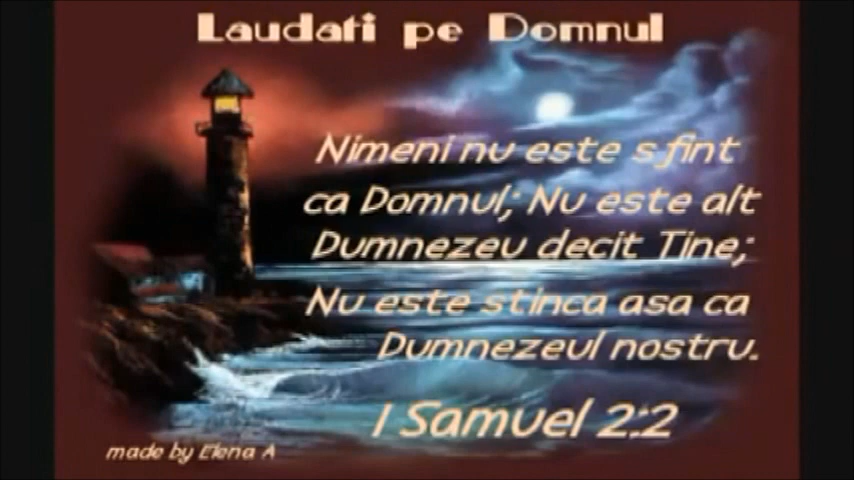 Laudati pe Domnul
Nimeni nu este sfint
ca Domnul; Nu este alt
Dumnezeu decit Tine;
Nu este stinca asa ca
Dumnezeul nostru.
1 Samuel 2:2
made by Elena A